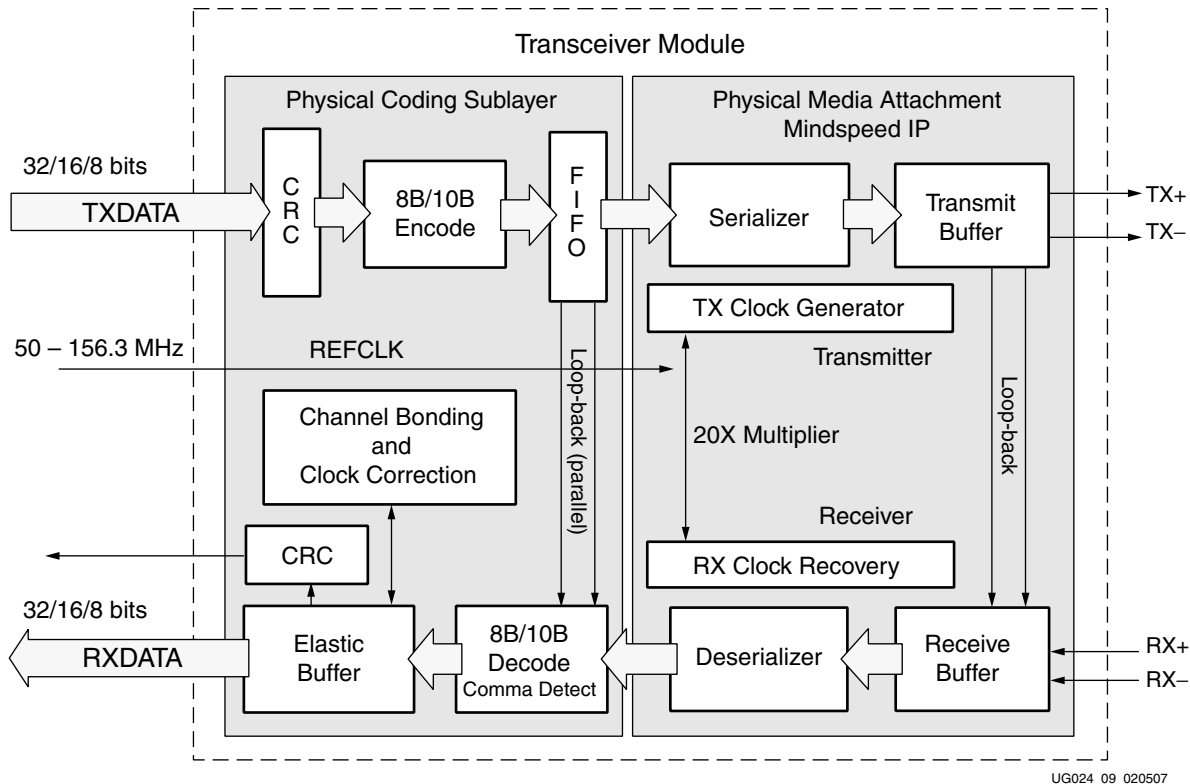 Transceiver Module
Physical Coding Sublayer
Physical Media Attachment
Mindspeed IP
32/16/8 bits
TXDATA
CRC
8B/10B
Encode
FIFO
Serializer
Transmit
Buffer
TX+
TX–
TX Clock Generator
50 – 156.3 MHz
REFCLK
Transmitter
Loop-back (parallel)
Loop-back
Channel Bonding
and
Clock Correction
20X Multiplier
Receiver
CRC
RX Clock Recovery
32/16/8 bits
RXDATA
Elastic
Buffer
8B/10B
Decode
Comma Detect
Deserializer
Receive
Buffer
RX+
RX–
UG024_09_020507